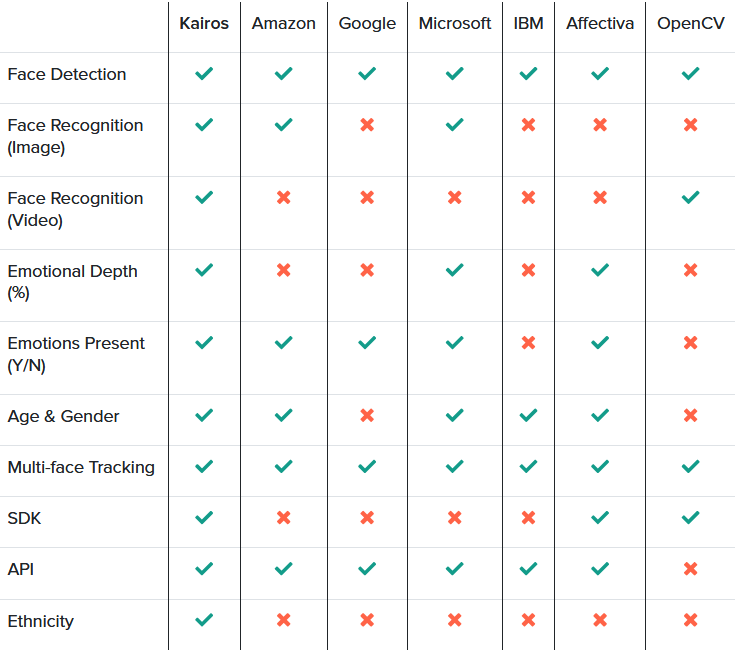 Kairos Amazon Google Microsoft IBM Affectiva OpenCV
Face Detection
Face Recognition
(Image)
Face Recognition
(Video)
Emotional Depth
(%)
Emotions Present
(Y/N)
Age & Gender
Multi-face Tracking
SDK
API
Ethnicity